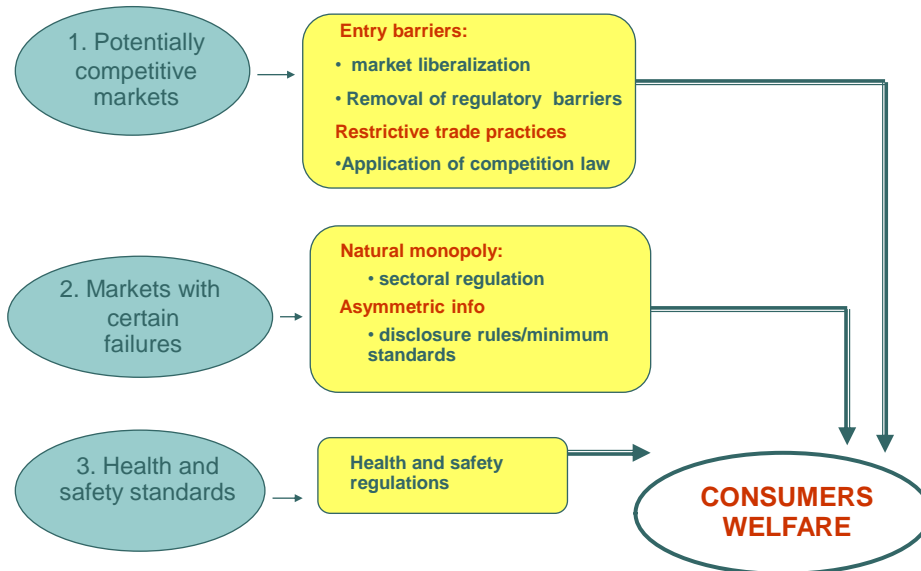 1. Potentially
competitive
markets
Entry barriers:
• market liberalization
• Removal of regulatory barriers
Restrictive trade practices
•Application of competition law
2. Markets with
certain
failures
Natural monopoly:
• sectoral regulation
Asymmetric info
• disclosure rules/minimum
standards
3. Health and
safety standards
Health and safety
regulations
CONSUMERS
WELFARE